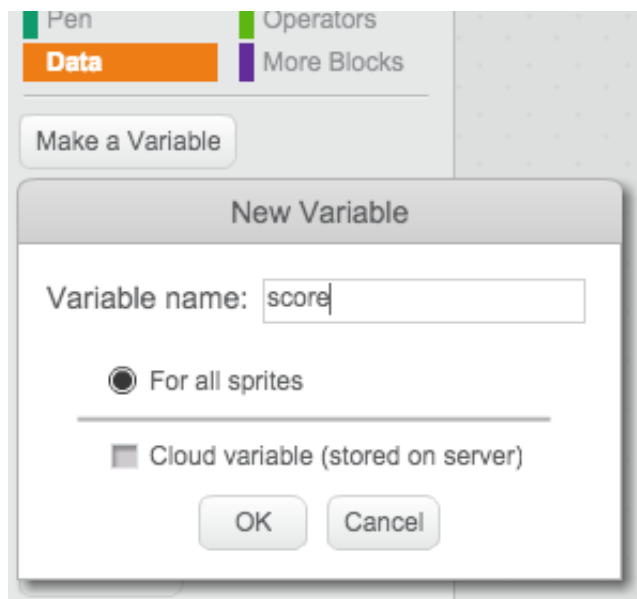 Pen Operators
Data More Blocks
Make a Variable
New Variable
Variable name: score
For all sprites
Cloud variable (stored on server)
OK Cancel